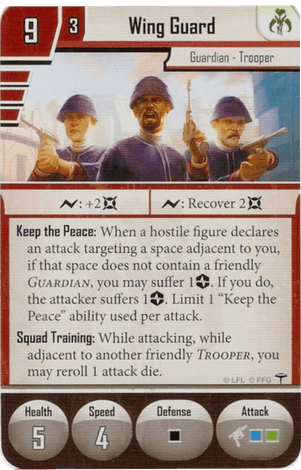 9 3 Wing Guard
Guardian - Trooper
: +2
: Recover 2
Keep the Peace: When a hostile figure declares
an attack targeting a space adjacent to you,
if that space does not contain a friendly
GUARDIAN, you may suffer 1. If you do,
the attacker suffers 1. Limit 1 “Keep the
Peace” ability used per attack.
Squad Training: While attacking, while
adjacent to another friendly TROOPER, you
may reroll 1 attack die.
© LFL © FFG
Health Speed Defense Attack
5 4